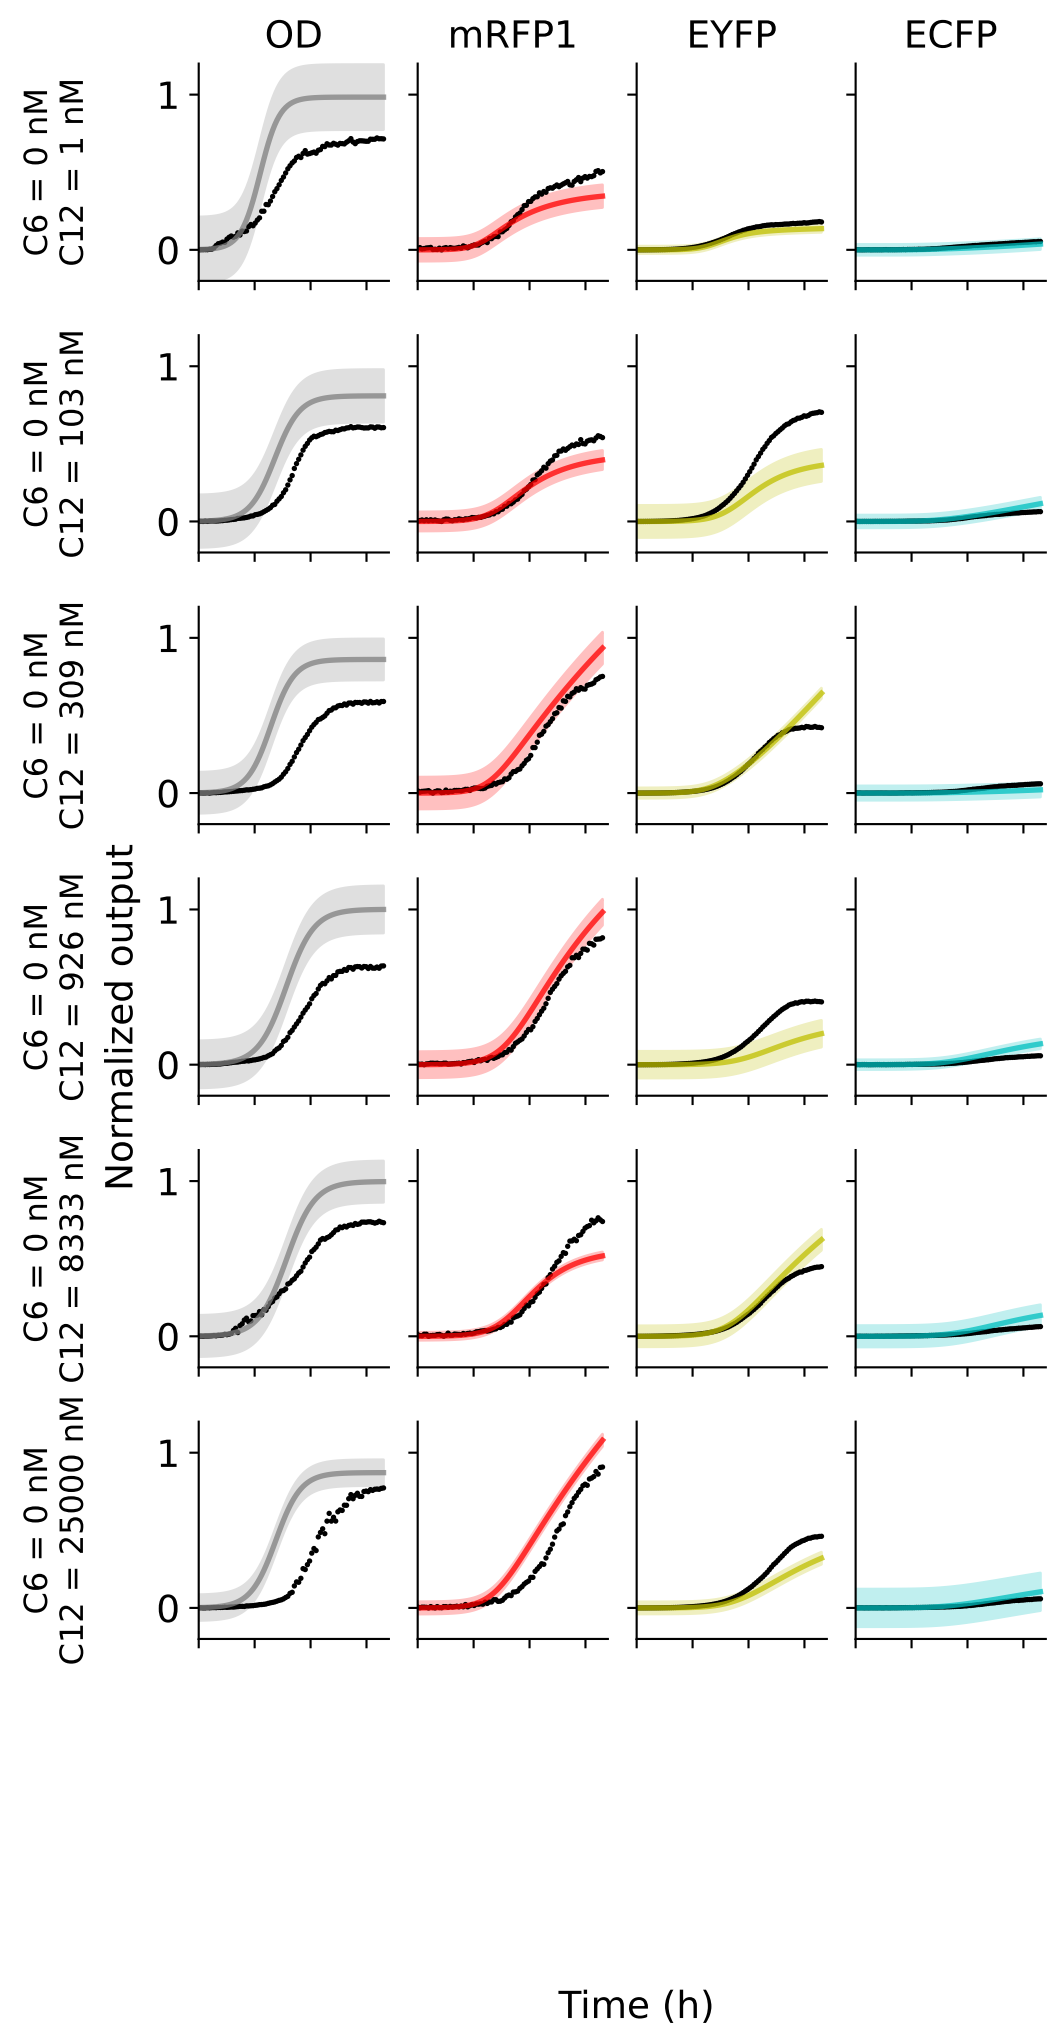 OD mRFP1 EYFP ECFP
C6 = 0 nM
C12 = 1 nM
1
0
C6 = 0 nM
C12 = 103 nM
1
0
C6 = 0 nM
C12 = 309 nM
1
0
Normalized output
C6 = 0 nM
C12 = 926 nM
1
0
C6 = 0 nM
C12 = 8333 nM
1
0
C6 = 0 nM
C12 = 25000 nM
1
0
Time (h)